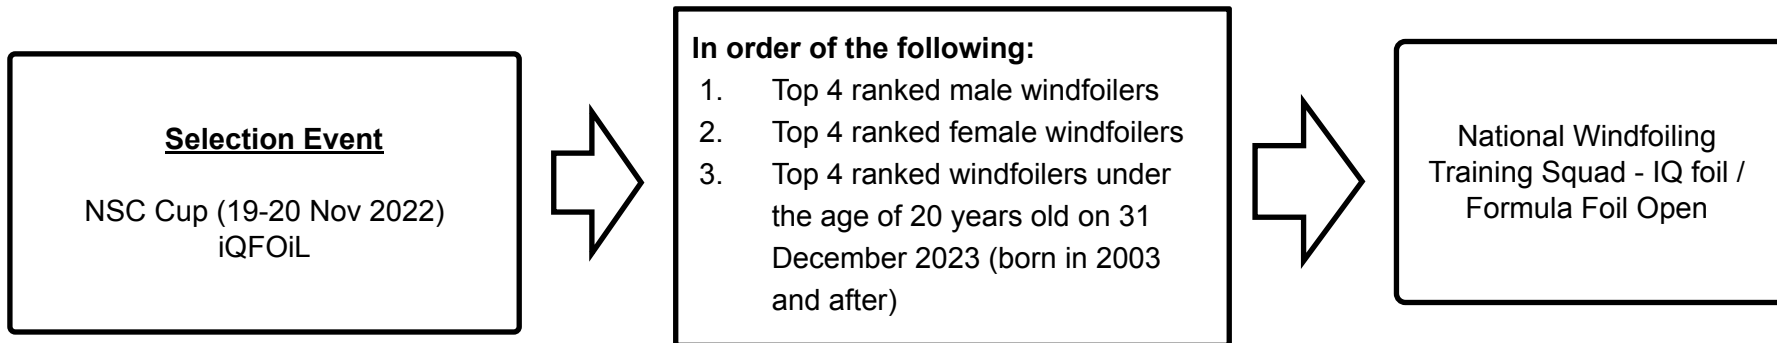 Selection Event
NSC Cup (19-20 Nov 2022)
iQFOiL
In order of the following:
1. Top 4 ranked male windfoilers
2. Top 4 ranked female windfoilers
3. Top 4 ranked windfoilers under
the age of 20 years old on 31
December 2023 (born in 2003
and after)
National Windfoiling
Training Squad - IQ foil /
Formula Foil Open